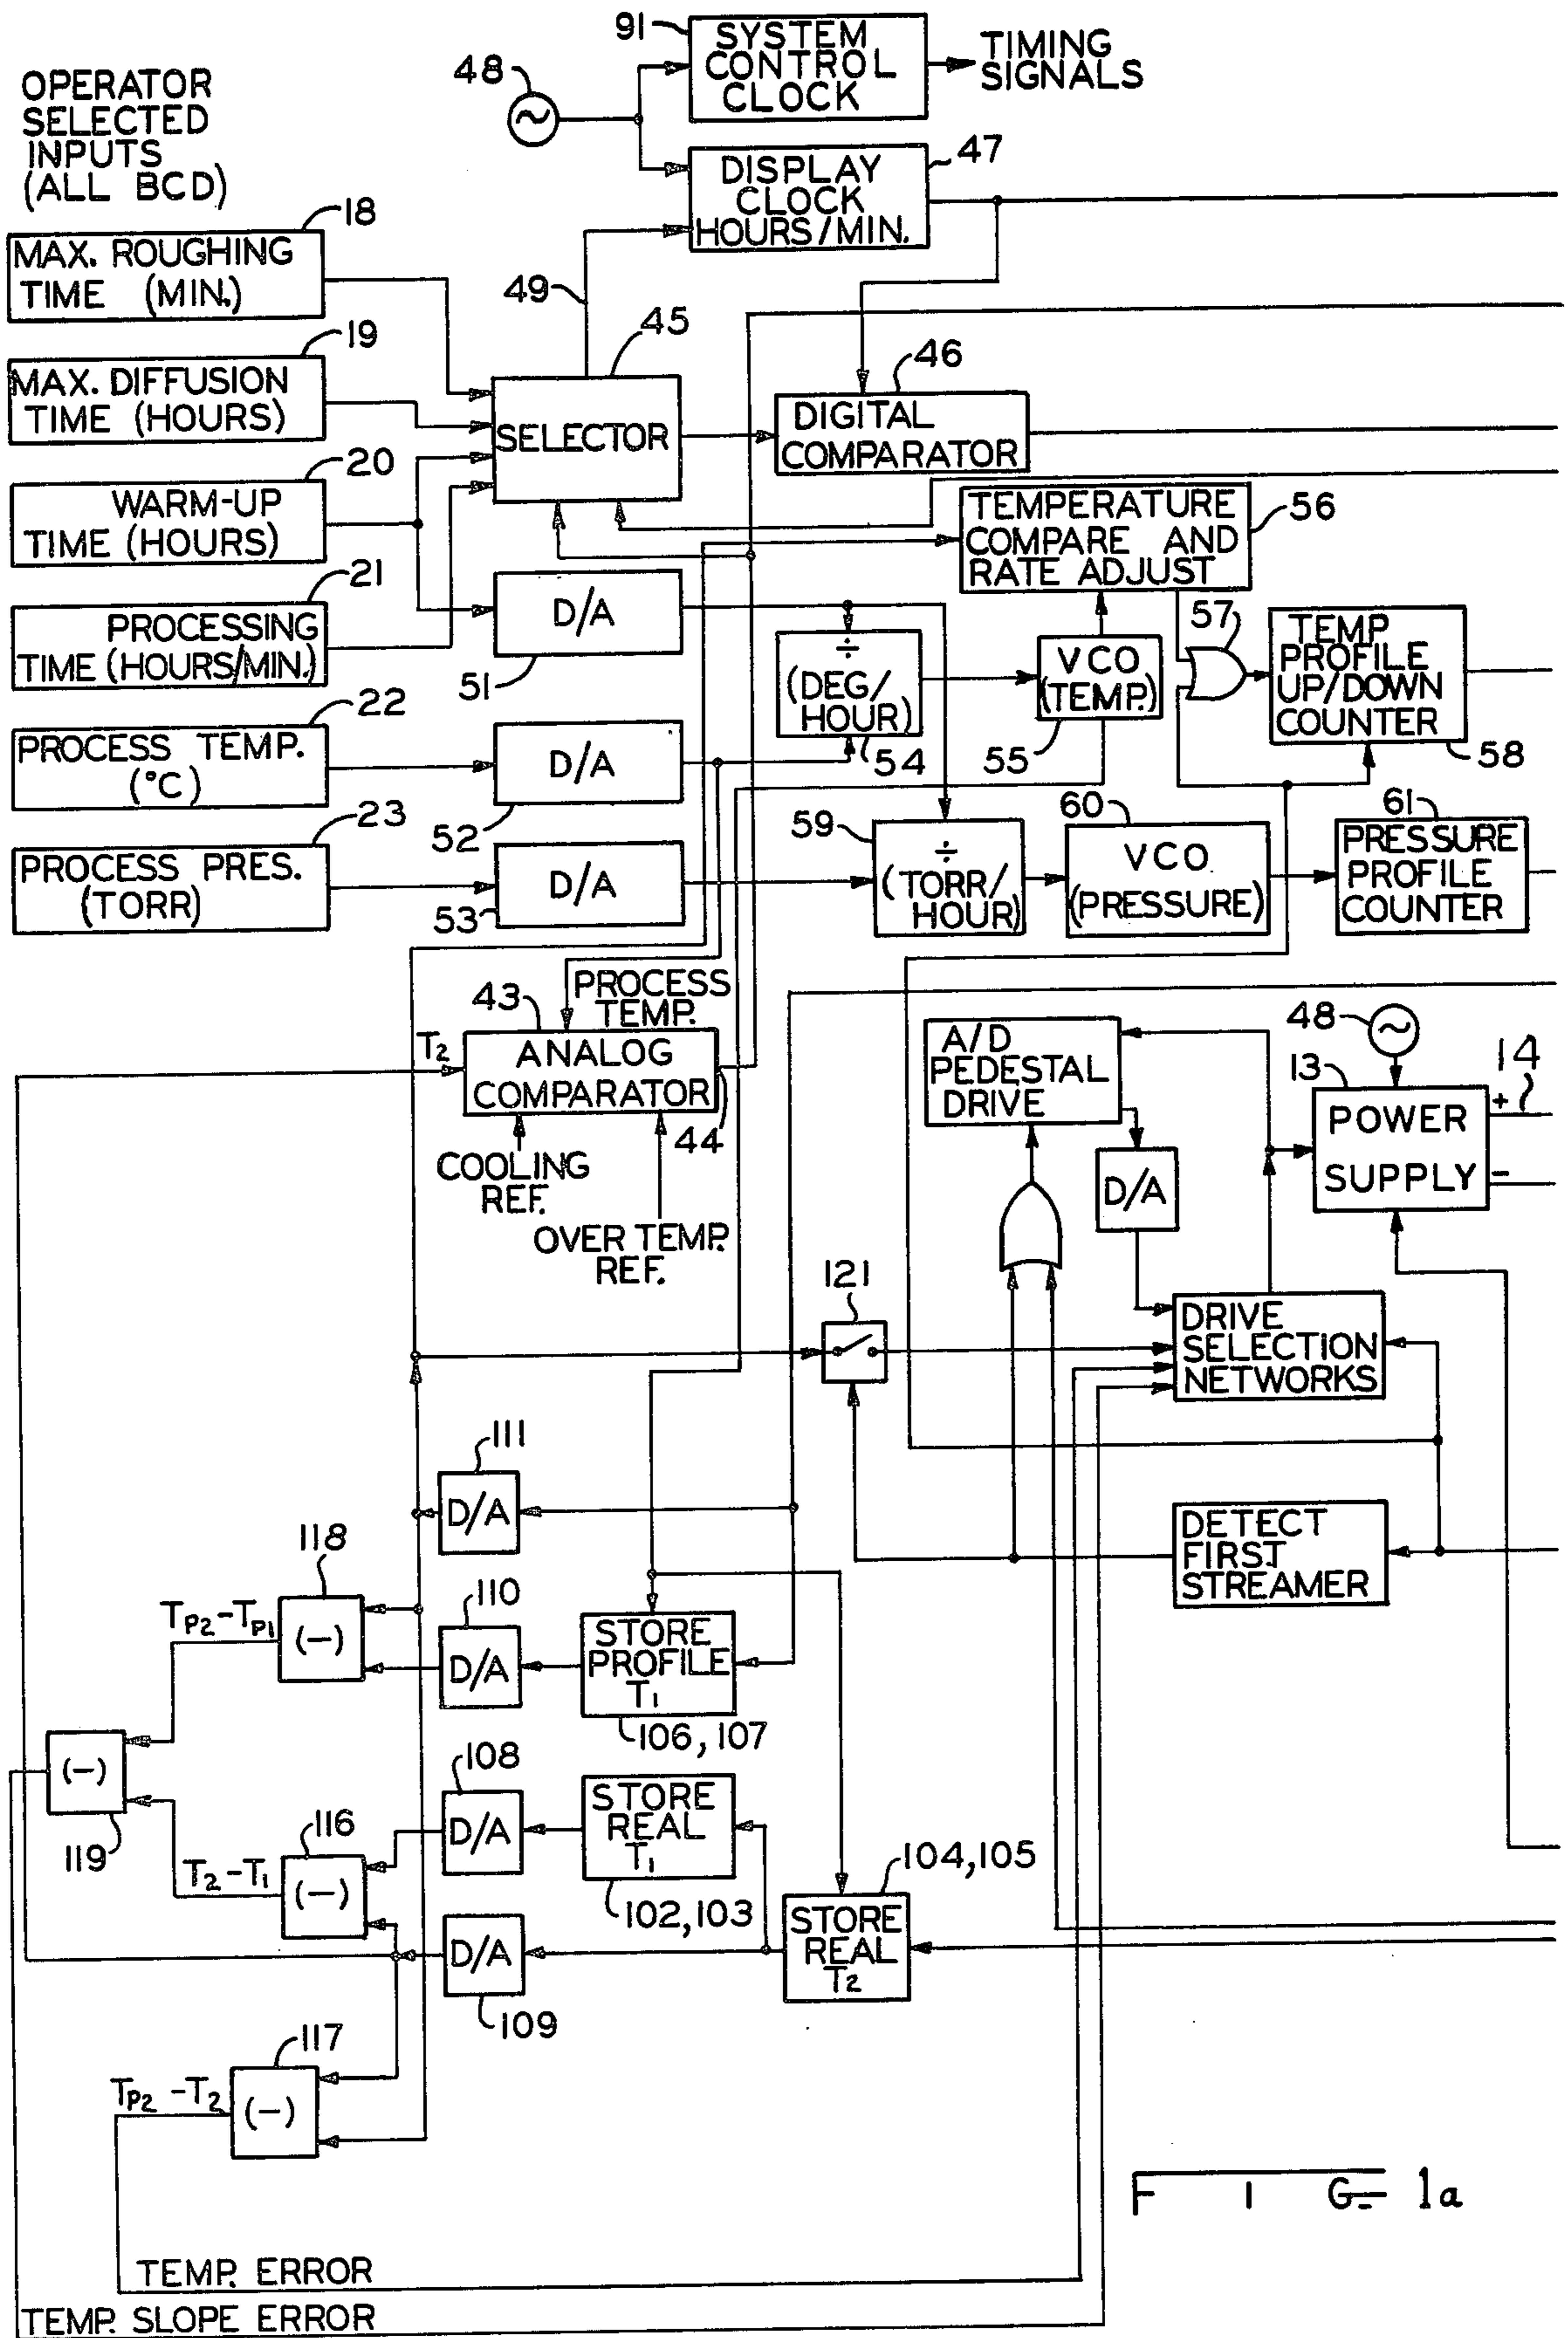 91
SYSTEM
CONTROL
CLOCK
TIMING
SIGNALS
48
OPERATOR
SELECTED
INPUTS
(ALL BCD)
47
DISPLAY
CLOCK
HOURS/MIN.
18
MAX. ROUGHING
TIME (MIN.)
49
45
19
MAX. DIFFUSION
TIME (HOURS)
SELECTOR
46
DIGITAL
COMPARATOR
20
WARM-UP
TIME (HOURS)
TEMPERATURE
COMPARE AND
RATE ADJUST
56
21
PROCESSING
TIME (HOURS/MIN.)
D/A
51
÷
(DEG/
HOUR)
54
VCO
(TEMP.)
55
57
TEMP.
PROFILE
UP/DOWN
COUNTER
58
22
PROCESS TEMP.
(°C)
D/A
52
23
PROCESS PRES.
(TORR)
D/A
53
59
÷
(TORR/
HOUR)
60
VCO
(PRESSURE)
61
PRESSURE
PROFILE
COUNTER
PROCESS
TEMP.
43
T2
ANALOG
COMPARATOR
44
COOLING
REF.
OVER TEMP.
REF.
A/D
PEDESTAL
DRIVE
D/A
48
13
14
POWER
SUPPLY
+
-
121
DRIVE
SELECTION
NETWORKS
111
D/A
DETECT
FIRST
STREAMER
118
TP2-TP1
(-)
110
D/A
STORE
PROFILE
T1
106, 107
(-)
119
108
D/A
STORE
REAL
T1
102, 103
116
T2-T1
(-)
104, 105
STORE
REAL
T2
D/A
109
117
TP2 -T2
(-)
FIG- 1a
TEMP. ERROR
TEMP. SLOPE ERROR